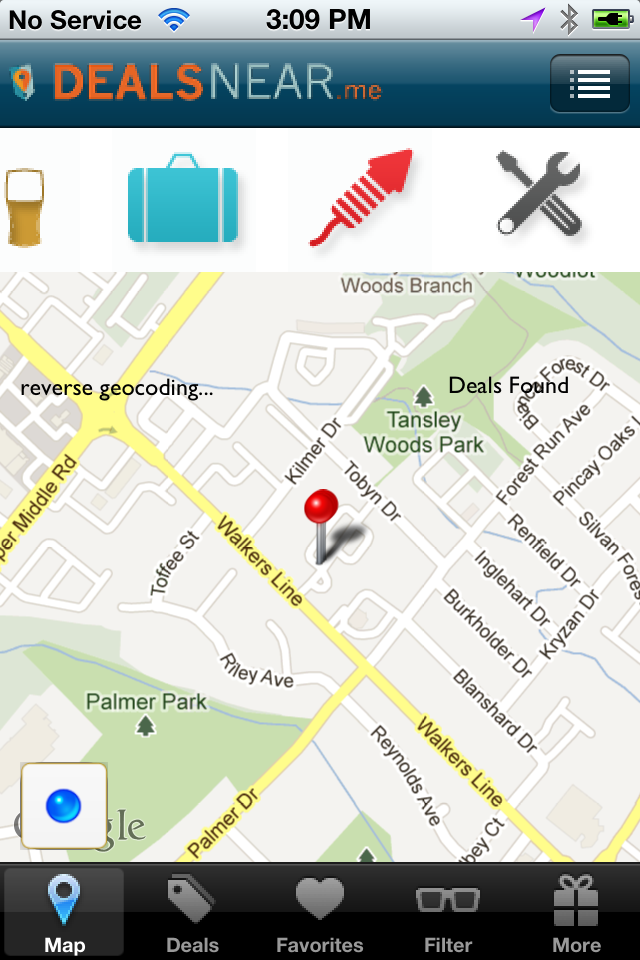 No Service 3:09 PM
DEALSNEAR.me
Woods Branch
reverse geocoding...
Deals Found
Forest Dr
Tansley
Woods Park
Kilmer Dr
Tobyn Dr
Forest Run Ave
Pincay Oaks
per Middle Rd
Walkers Line
Toffee St
Renfield Dr
Silvan Fores
Inglehart Dr
Burkholder Dr
Kryzan Dr
Riley Ave
Blanshard Dr
Palmer Park
Walkers Line
Reynolds Ave
Palmer Dr
bey Ct
Map Deals Favorites Filter More